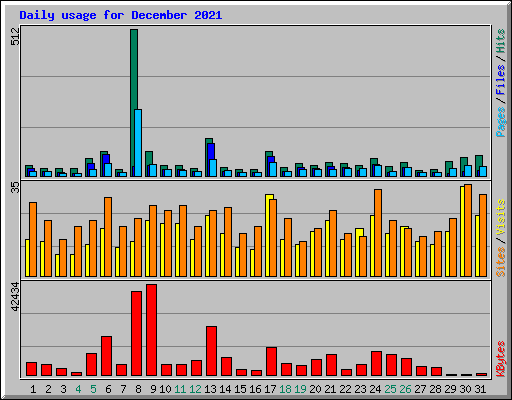 Daily usage for December 2021
512
35
42434
Pages / Files / Hits
Sites / Visits
KBytes
1 2 3 4 5 6 7 8 9 10 11 12 13 14 15 16 17 18 19 20 21 22 23 24 25 26 27 28 29 30 31